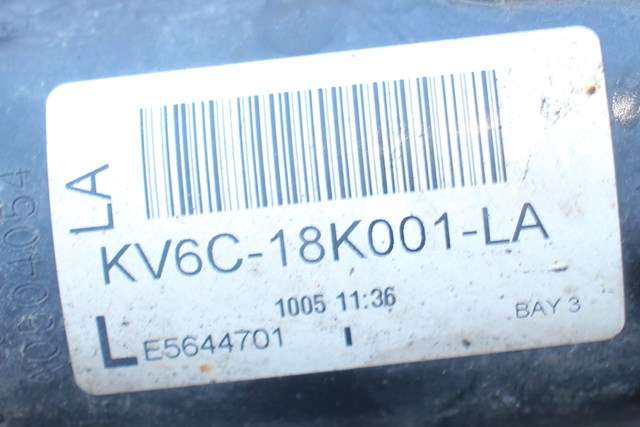 LA
KV6C-18K001-LA
1005 11:36
BAY 3
L E5644701 I